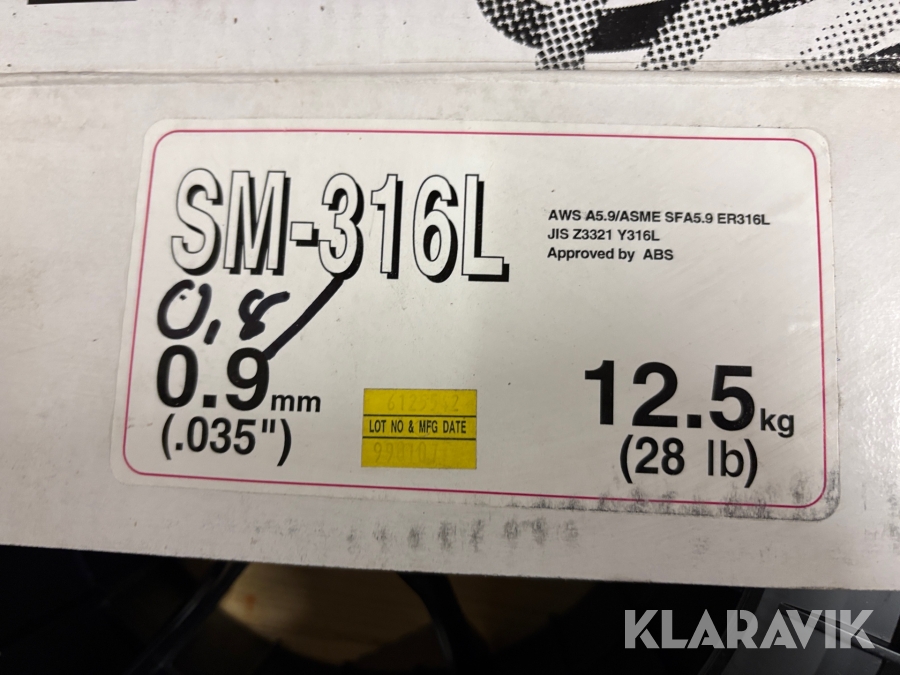 SM-316L
AWS A5.9/ASME SFA5.9 ER316L
JIS Z3321 Y316L
Approved by ABS
0,8
0.9mm
(.035")
LOT NO & MFG DATE
12.5kg
(28 lb)
KLARAVIK